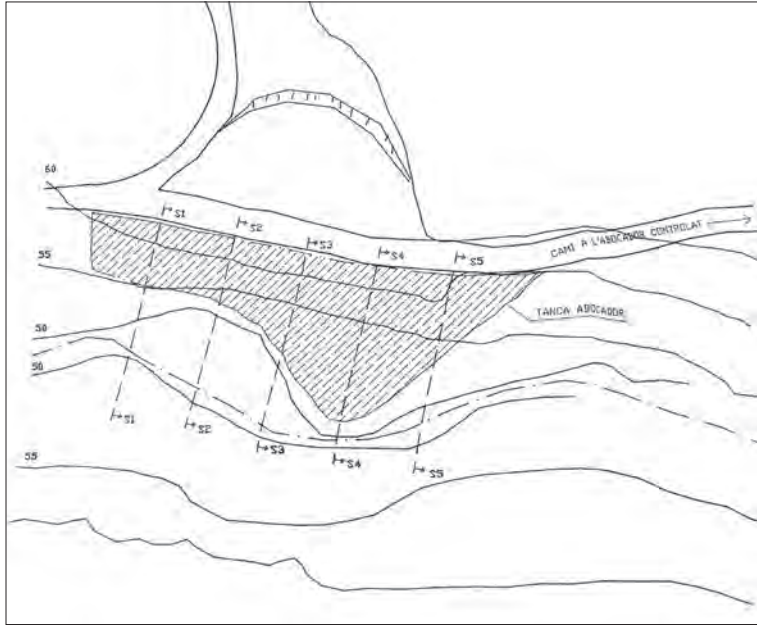 60
S1
S2
S3
S4
S5
CAMÍ A L'ABOCADOR CONTROLAT
55
TANCA ABOCADOR
50
50
S1
S2
S3
S4
S5
55